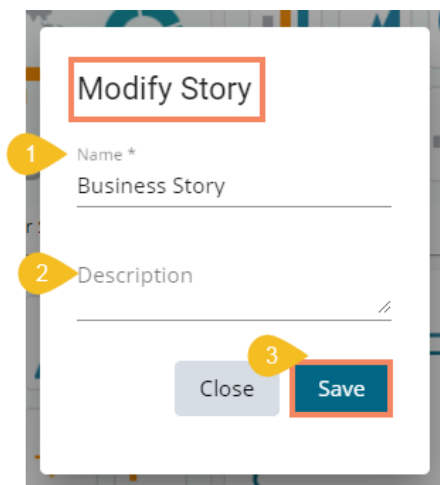 Modify Story
1
Name *
Business Story
2
Description
3
Close
Save